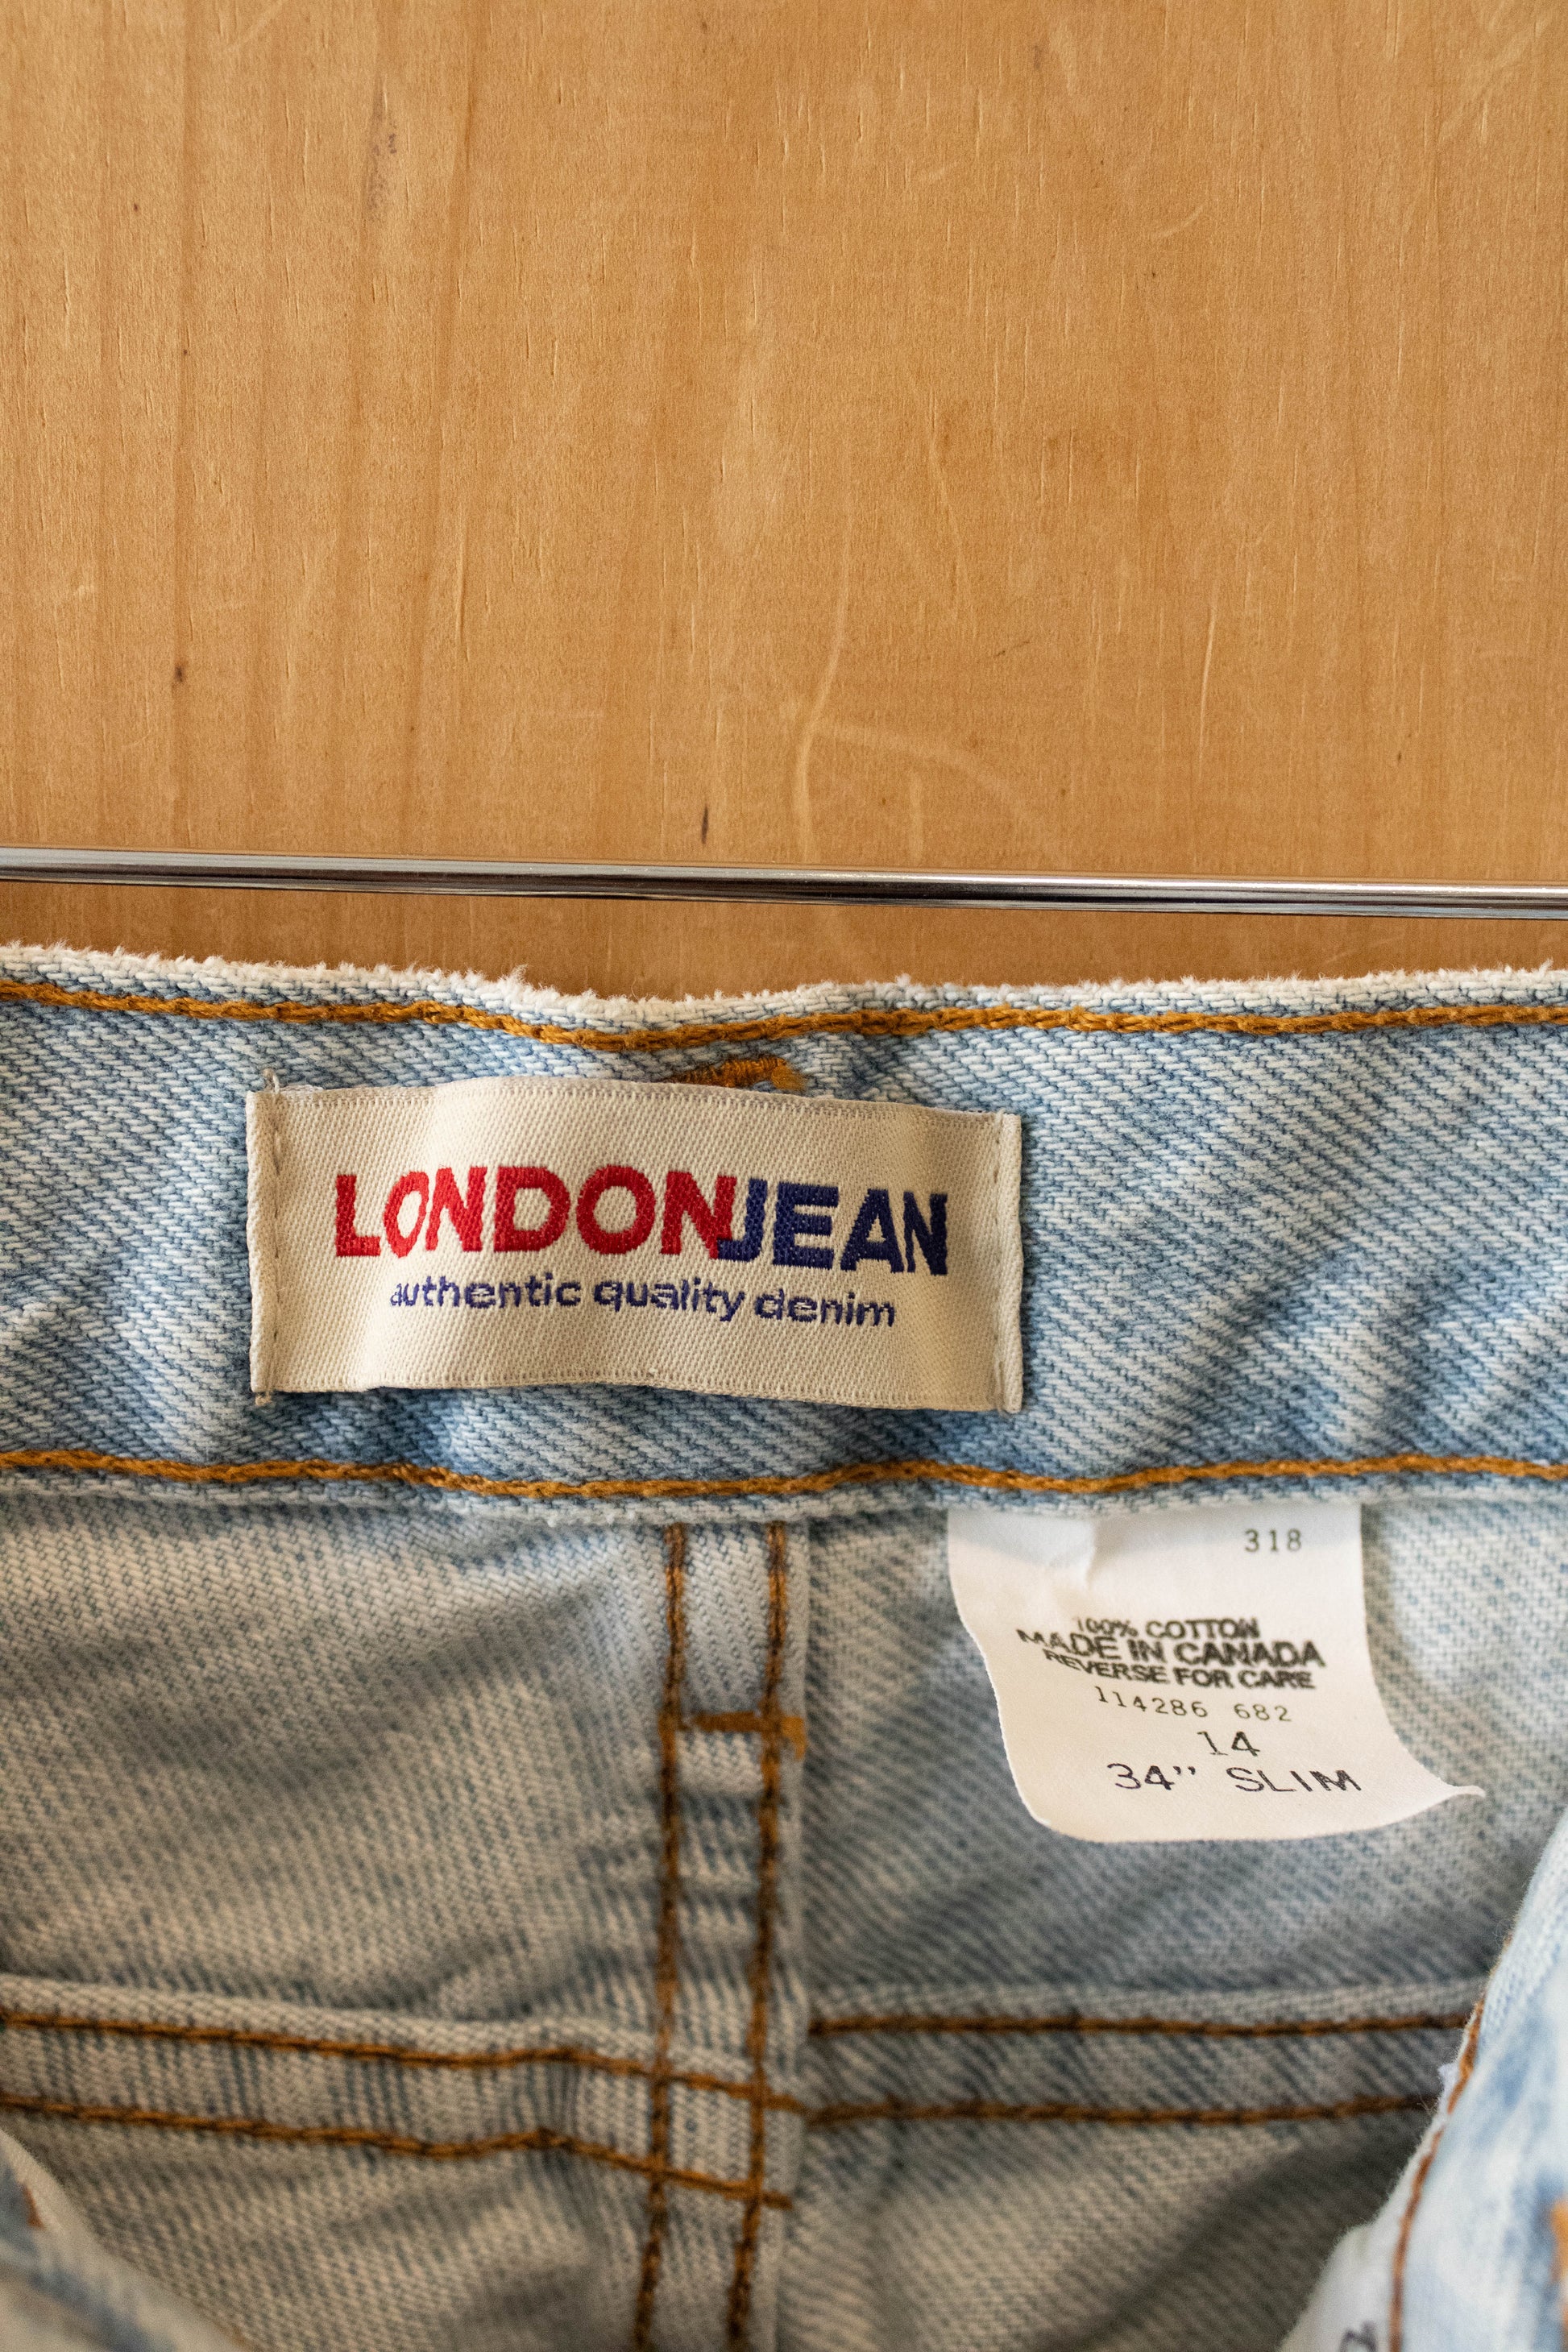 LONDONJEAN
authentic quality denim
318
100% COTTON
MADE IN CANADA
REVERSE FOR CARE
114286 682
14
34" SLIM